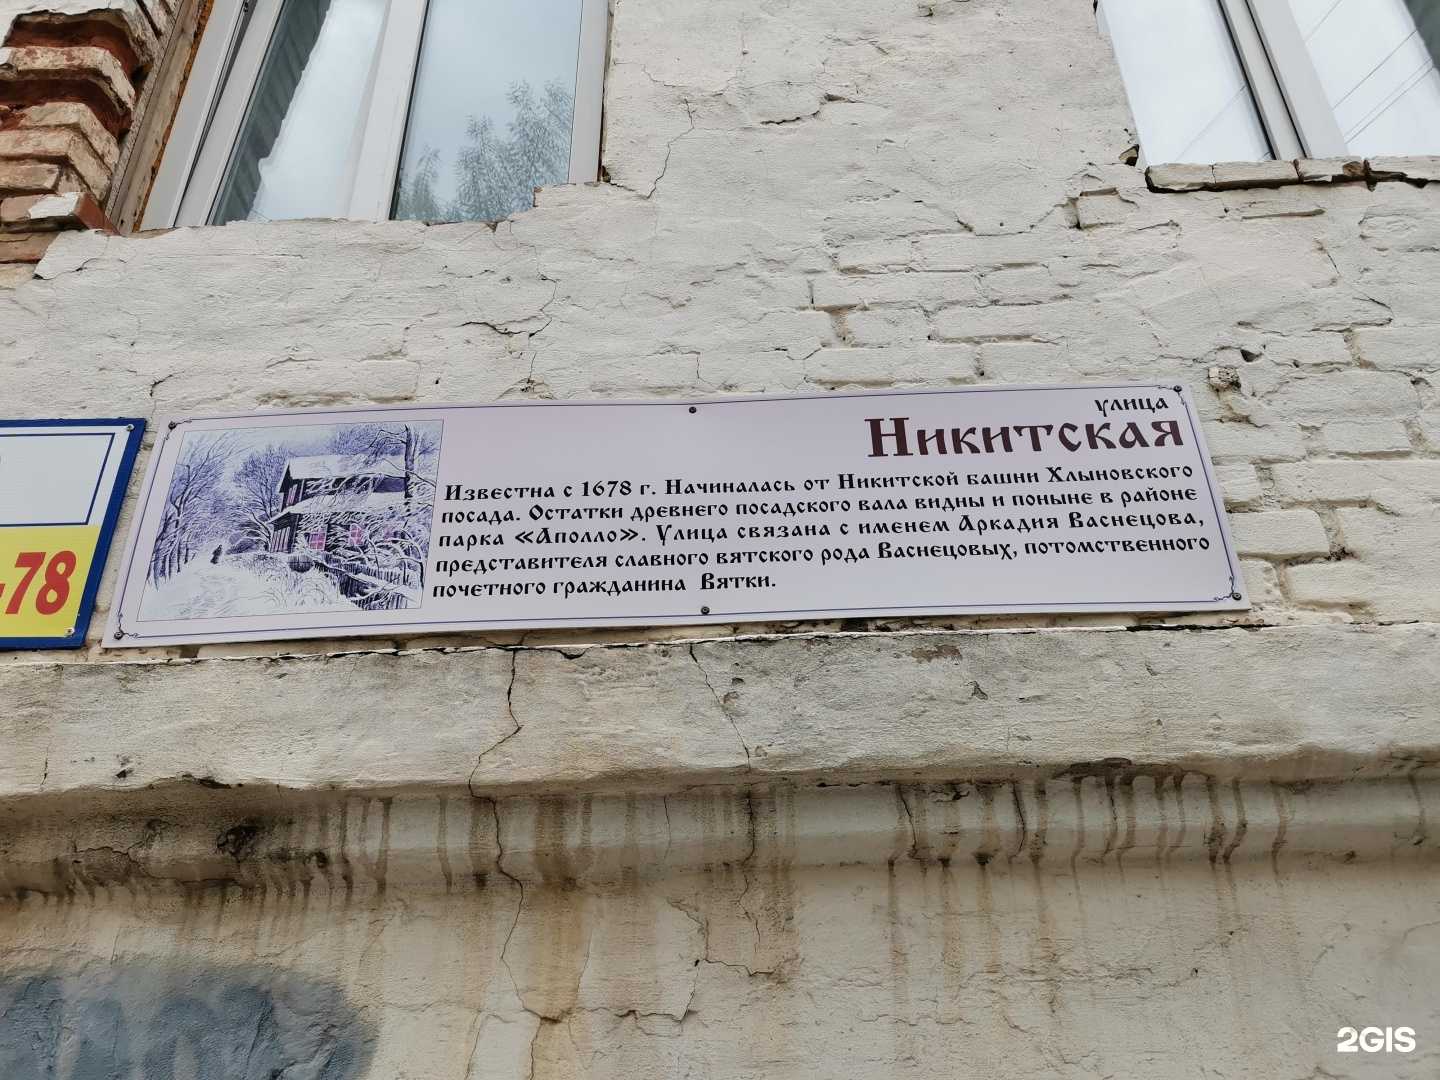 улица
Никитская
Известна с 1678 г. Начиналась от Никитской башни Хлыновского
посада. Остатки древнего посадского вала видны и поныне в районе
парка «Аполло». Улица связана с именем Аркадия Васнецова,
представителя славного вятского рода Васнецовых, потомственного
почетного гражданина Вятки.
-78
2GIS